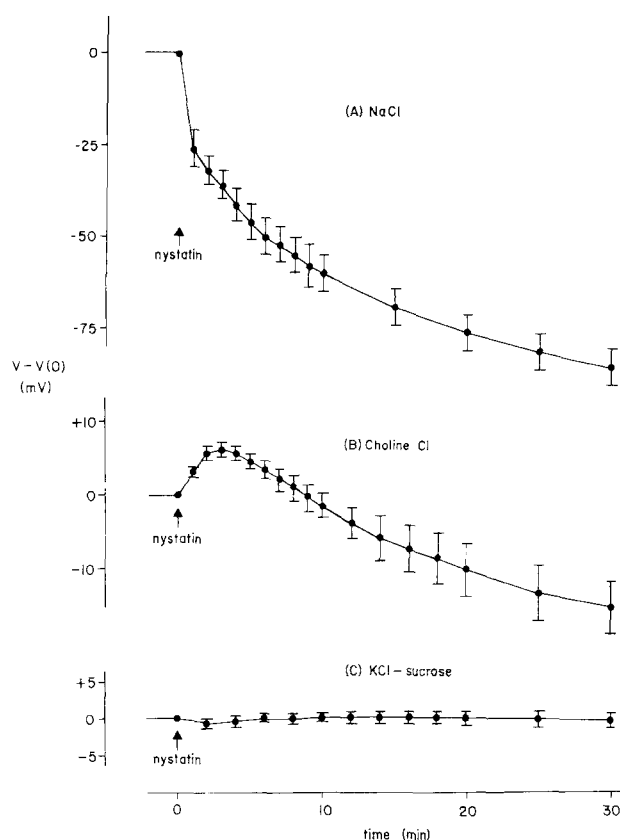 0
(A) NaCl
-25
-50
nystatin
-75
V – V(O)
(mV)
+10
(B) Choline Cl
0
nystatin
-10
(C) KCl – sucrose
+5
0
-5
nystatin
0 10 20 30
time (min)